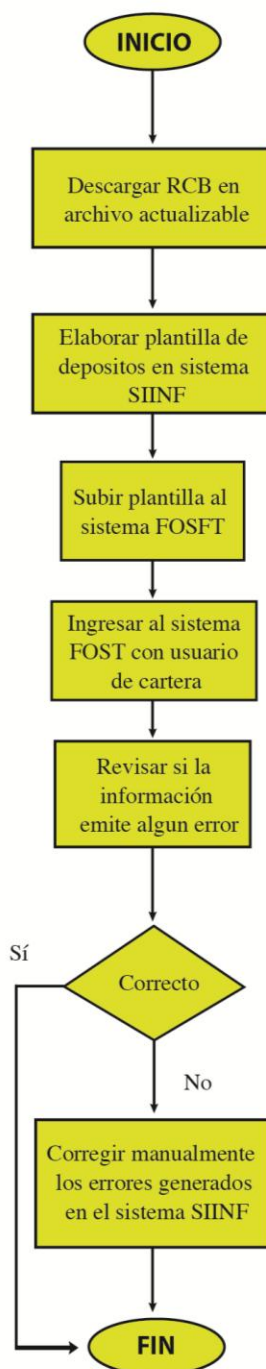 INICIO
Descargar RCB en
archivo actualizable
Elaborar plantilla de
depositos en sistema
SIINF
Subir plantilla al
sistema FOSFT
Ingresar al sistema
FOST con usuario
de cartera
Revisar si la
información
emite algun error
Sí
Correcto
No
Corregir manualmente
los errores generados
en el sistema SIINF
FIN